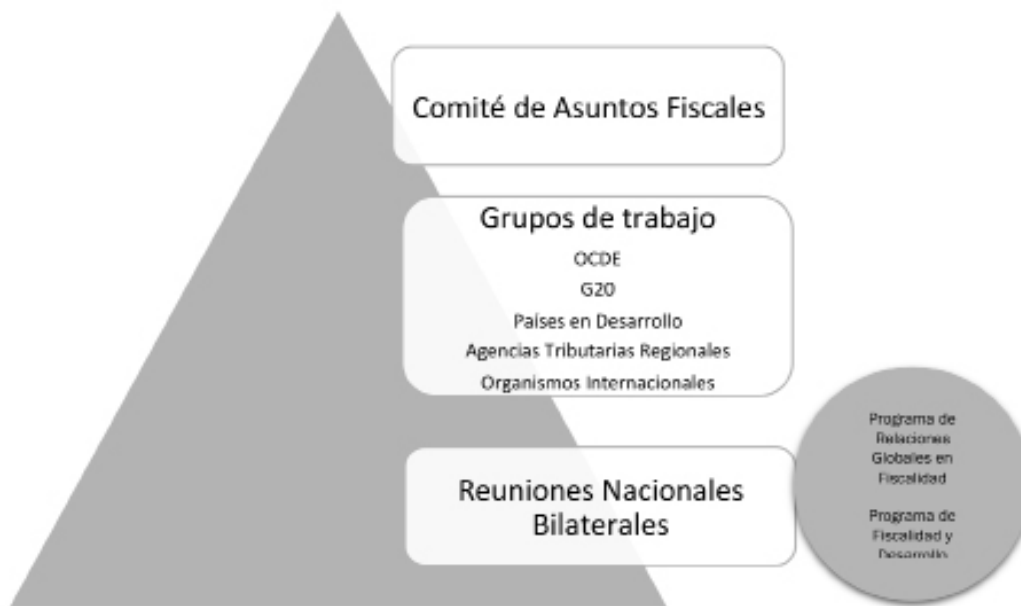 Comité de Asuntos Fiscales
Grupos de trabajo
OCDE
G20
Países en Desarrollo
Agencias Tributarias Regionales
Organismos Internacionales
Reuniones Nacionales
Bilaterales
Programa de
Relaciones
Globales en
Fiscalidad
Programa de
Fiscalidad y
Desarrollo